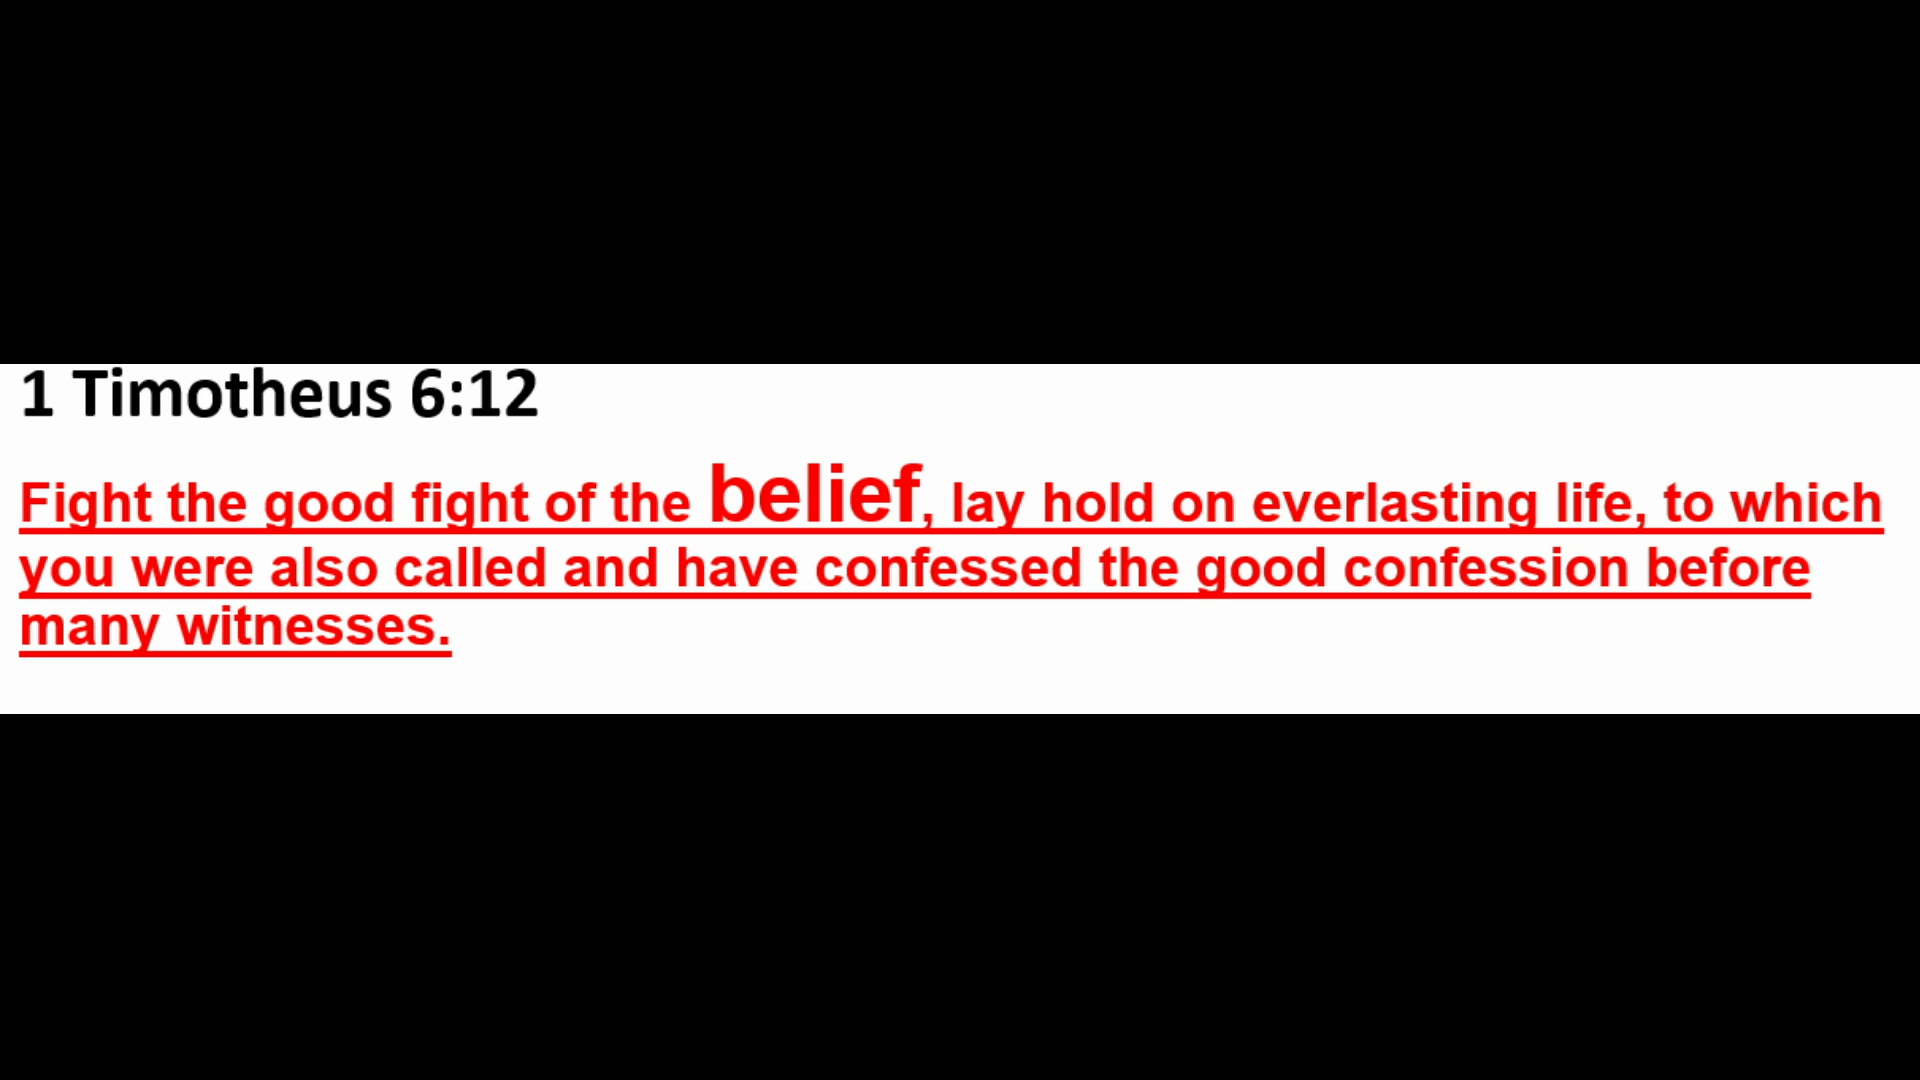 1 Timotheus 6:12
Fight the good fight of the belief, lay hold on everlasting life, to which
you were also called and have confessed the good confession before
many witnesses.